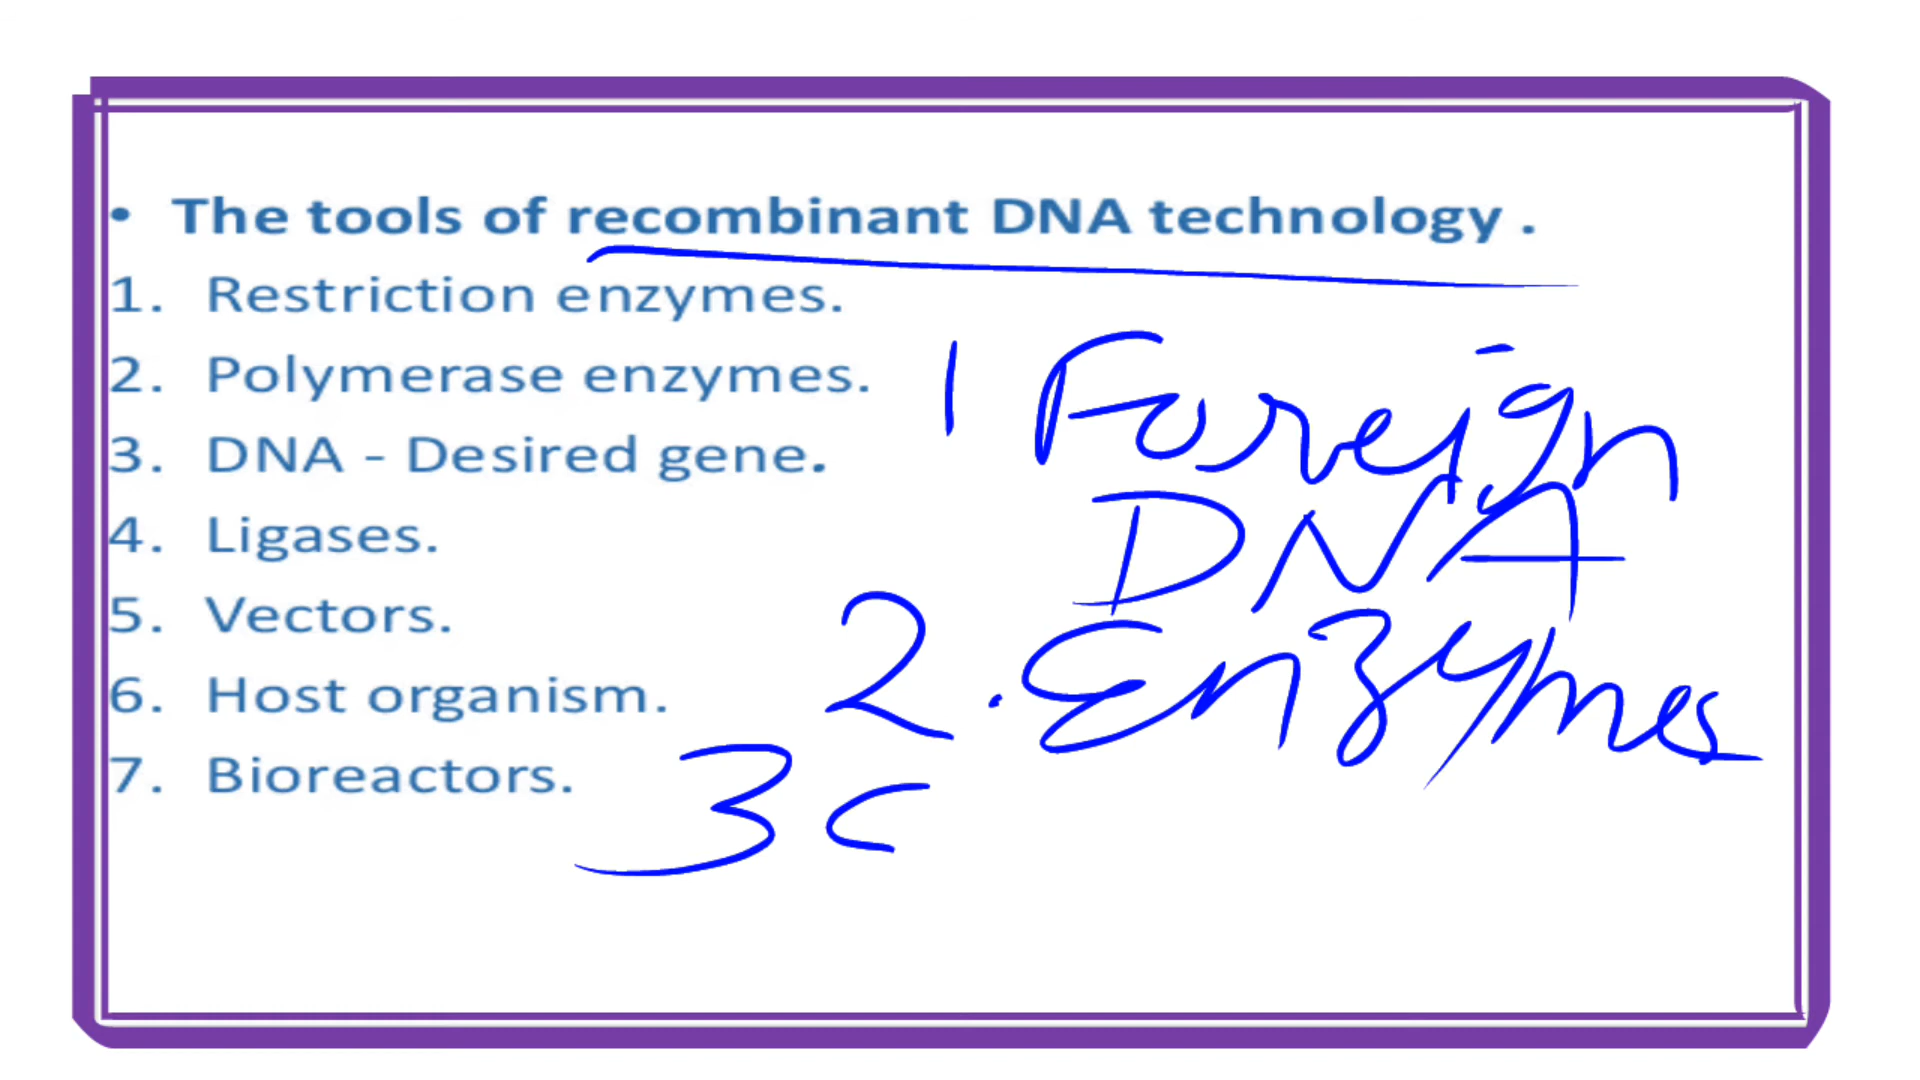 • The tools of recombinant DNA technology .
1. Restriction enzymes.
2. Polymerase enzymes.
3. DNA - Desired gene.
4. Ligases.
5. Vectors.
6. Host organism.
7. Bioreactors.
1 Foreign
DNA
2. Enzymes
3 c